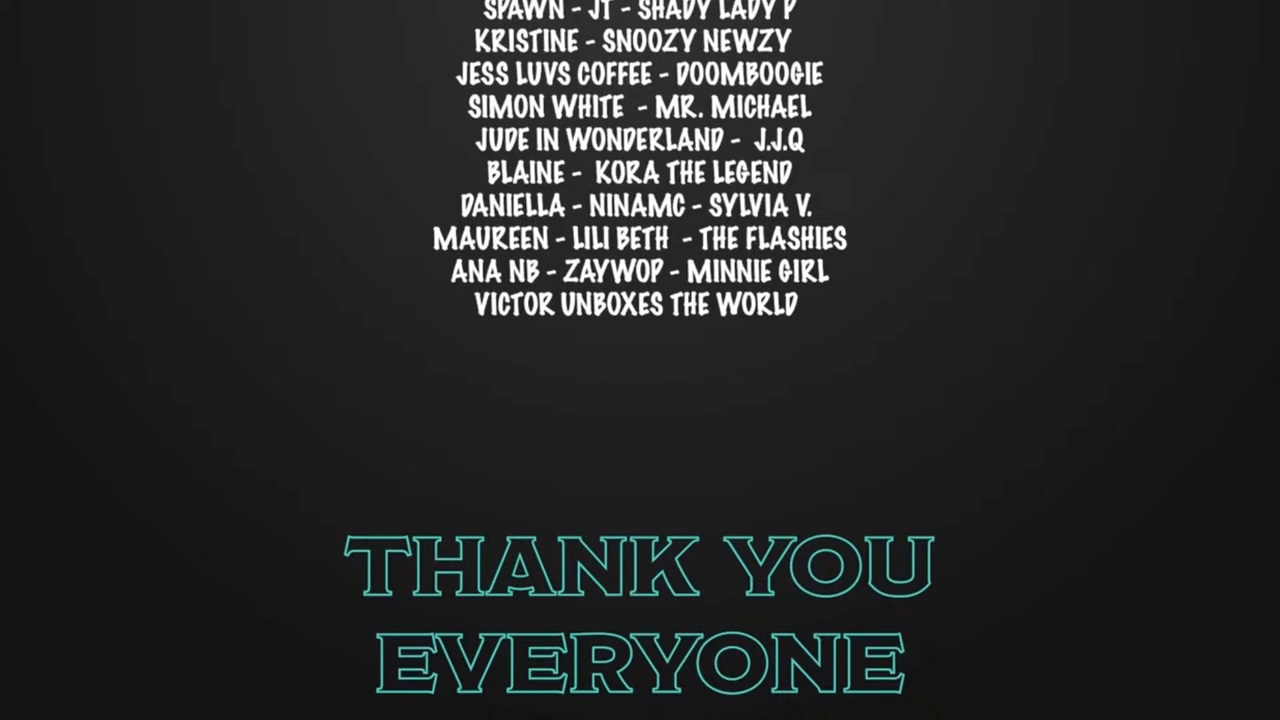 SPAWN - JT - SHADY LADY P
KRISTINE - SNOOZY NEWZY
JESS LUVS COFFEE - DOOMBOOGIE
SIMON WHITE - MR. MICHAEL
JUDE IN WONDERLAND - J.J.Q
BLAINE - KORA THE LEGEND
DANIELLA - NINAMC - SYLVIA V.
MAUREEN - LILI BETH - THE FLASHIES
ANA NB - ZAYWOP - MINNIE GIRL
VICTOR UNBOXES THE WORLD
THANK YOU
EVERYONE